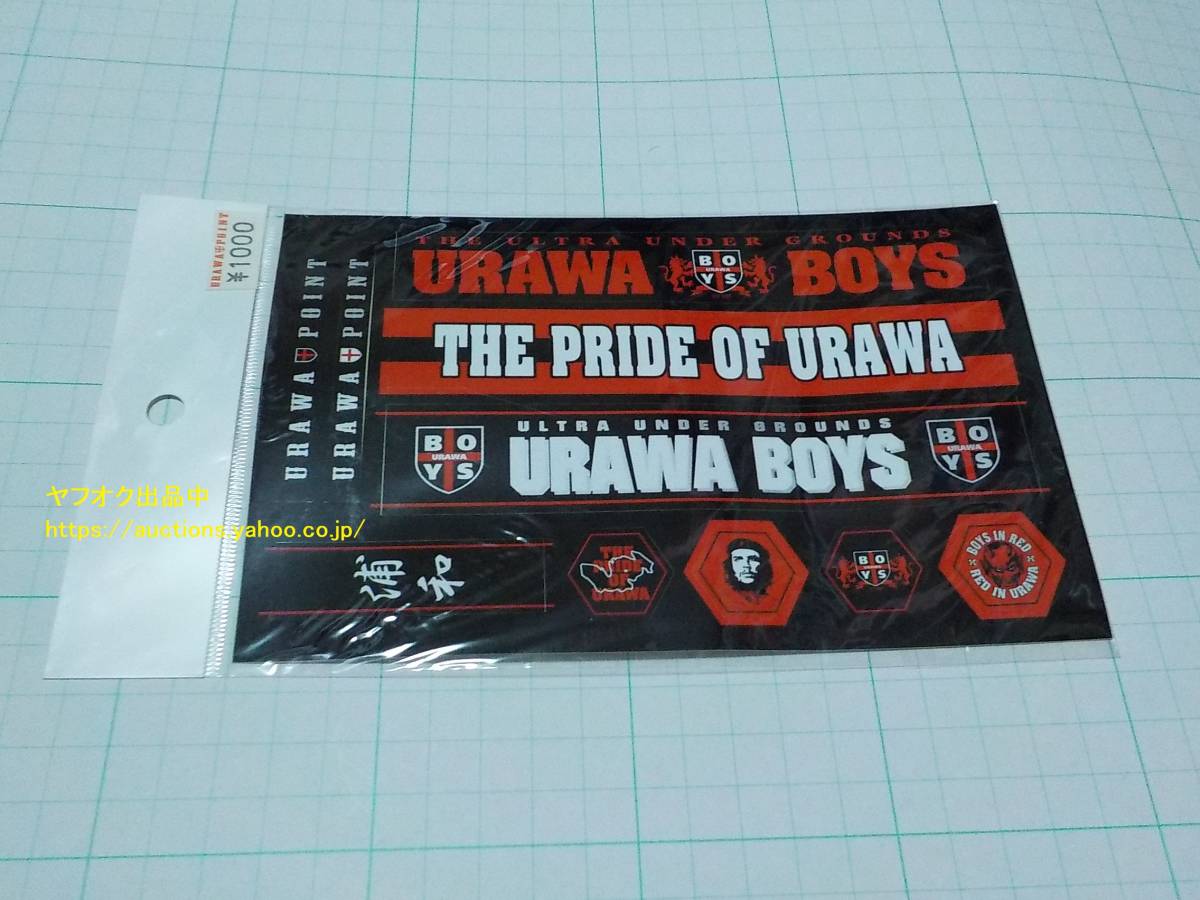 URAWA POINT
¥1000
URAWA POINT
URAWA POINT
THE ULTRA UNDER GROUNDS
URAWA BOYS
BO
URAWA
YS
THE PRIDE OF URAWA
ULTRA UNDER GROUNDS
URAWA BOYS
BO
URAWA
YS
BO
URAWA
YS
浦和
THE
PRIDE
OF
URAWA
BO
YS
BOYS IN RED
RED IN URAWA
ヤフオク出品中
https://auctions.yahoo.co.jp/